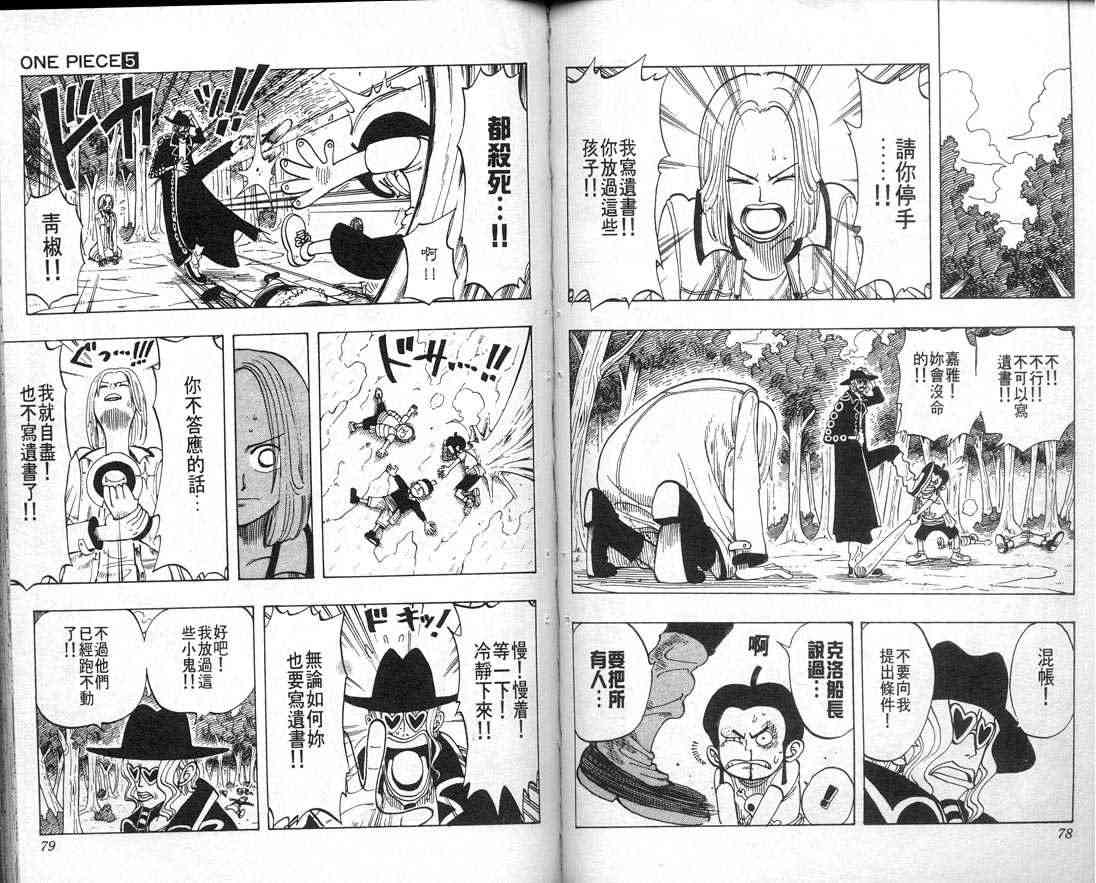 請你停手
……!!
我寫遺書!!
你放過這些
孩子!!
不!!
不行!!
不可以寫
遺書!!
嘉雅!
妳會沒命
的!!
混帳!
不要向我
提出條件!
克洛船長
說過…
啊
!!
要把所
有人…
78
ONE PIECE5
都殺死…!!
啊
!!
ドカッ!!
青椒!!
ドサ…!!
你不答應的話…
ぐっ…!!!
我就自盡!
也不寫遺書了!!
ドキッ!
慢!慢着!
等一下!
冷靜下來!!
無論如何妳
也要寫遺書!!
好吧!
我放過這
些小鬼!!
不過他們
已經跑不動
了!!
79